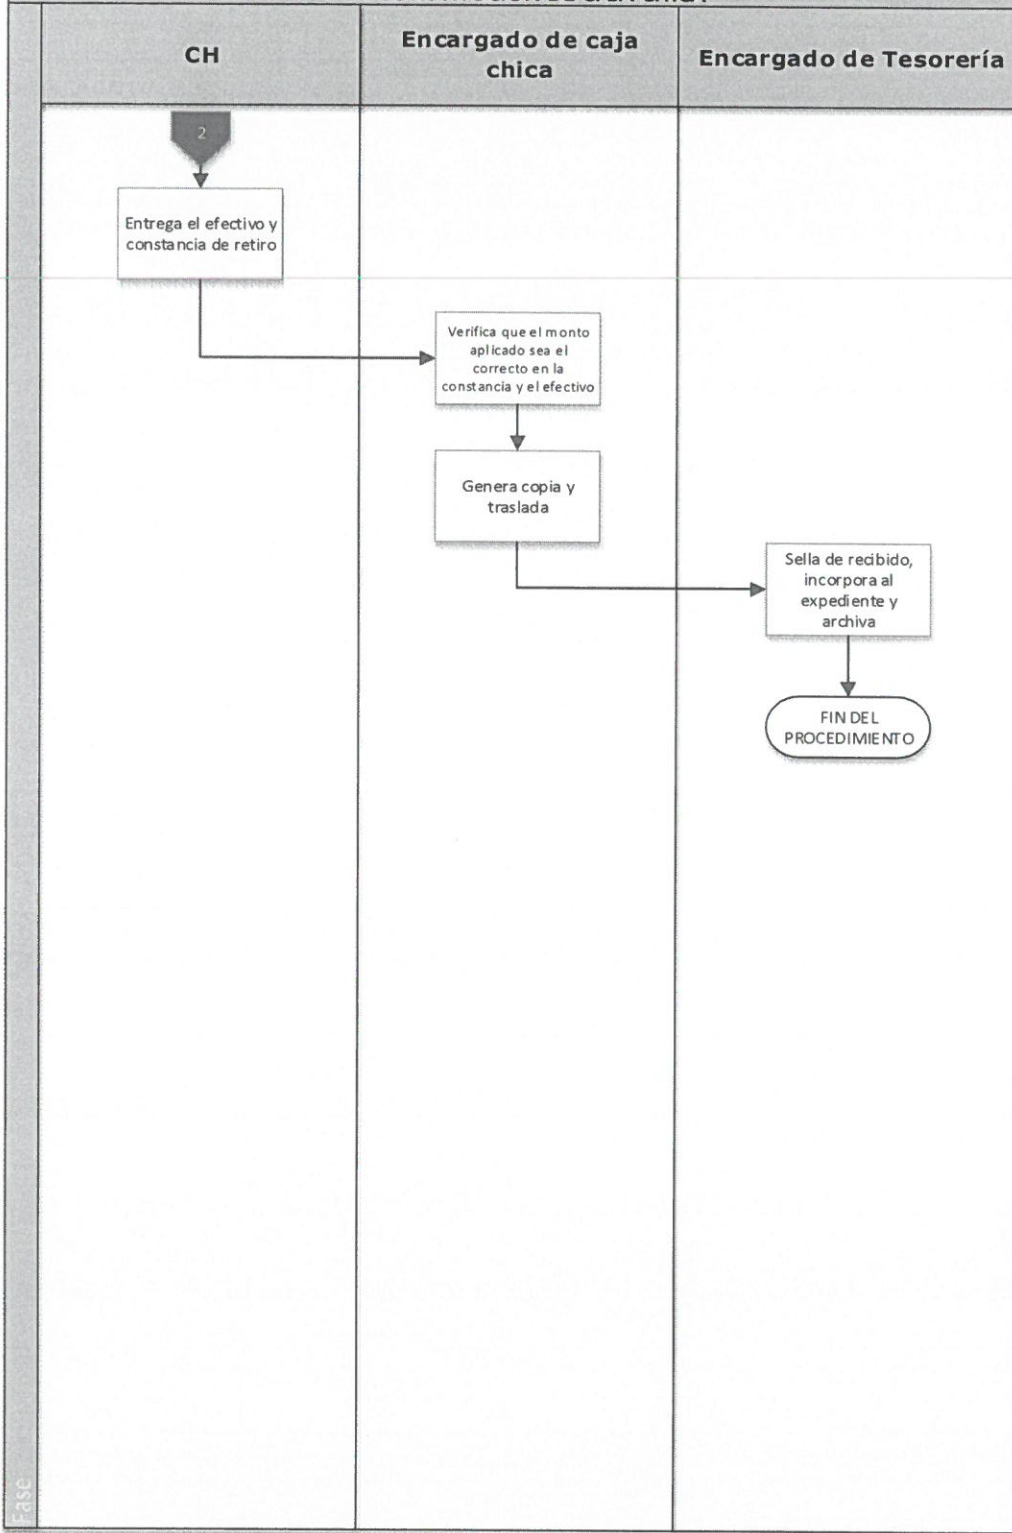 CH
Encargado de caja
chica
Encargado de Tesorería
2
Entrega el efectivo y
constancia de retiro
Verifica que el monto
aplicado sea el
correcto en la
constancia y el efectivo
Genera copia y
traslada
Sella de recibido,
incorpora al
expediente y
archiva
FIN DEL
PROCEDIMIENTO
Fase